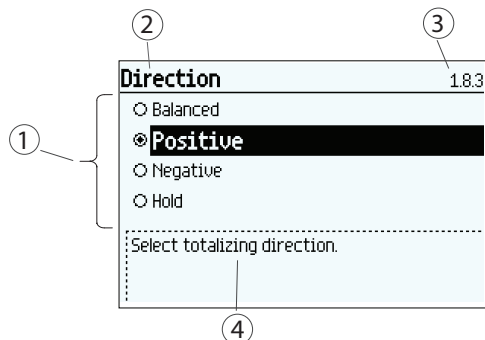 2 3
Direction 1.8.3
Balanced
1 Positive
Negative
Hold
Select totalizing direction.
4